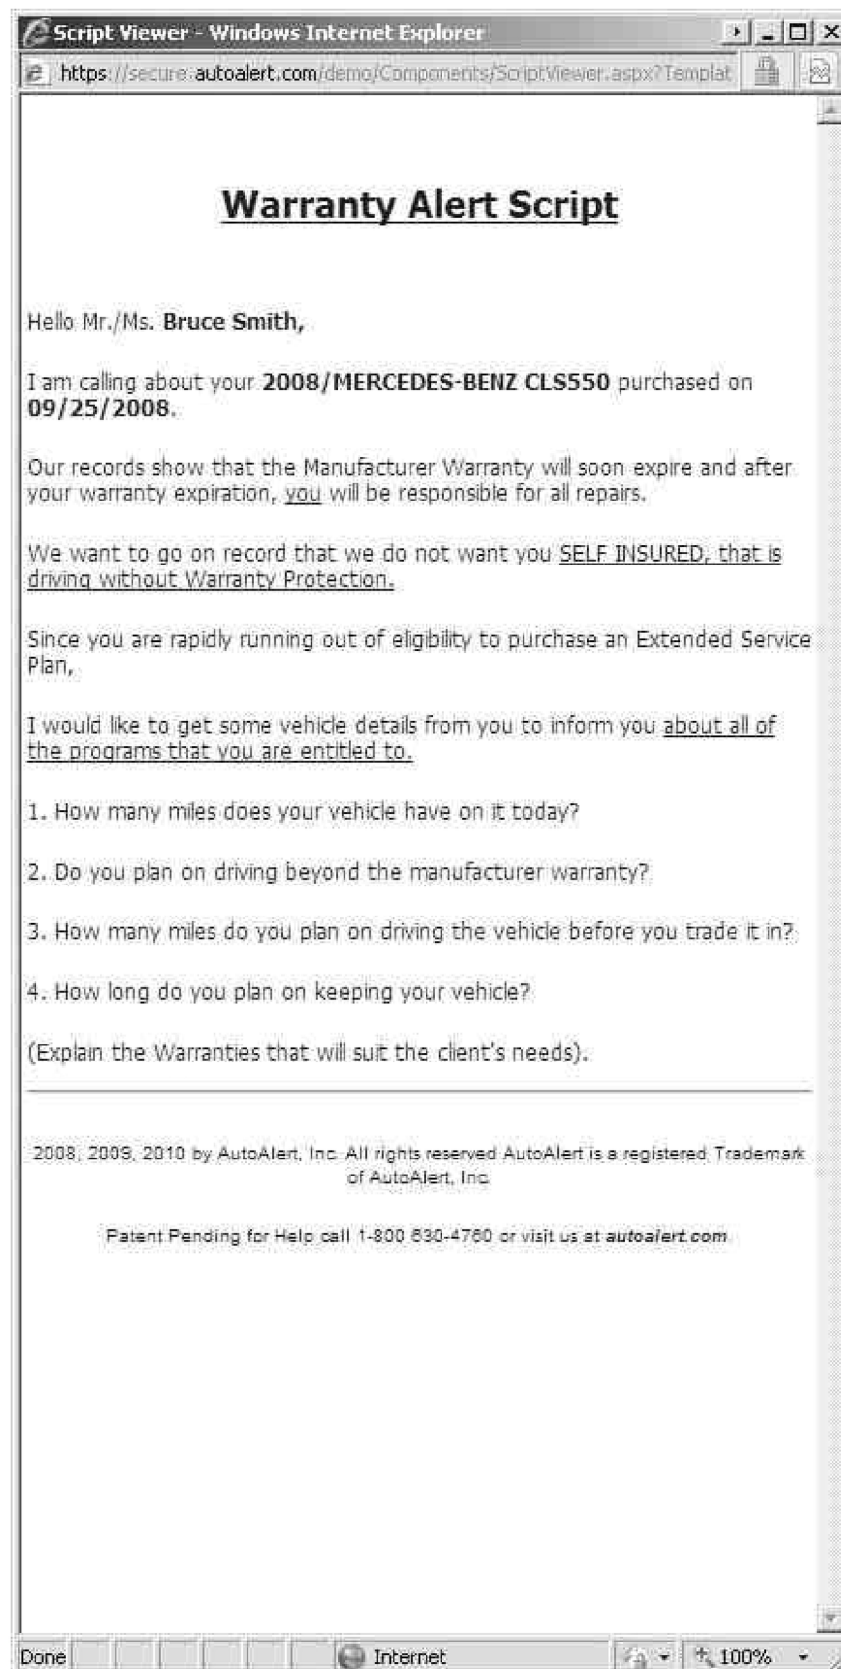 Script Viewer - Windows Internet Explorer
https://secure.autoalert.com/demo/Components/ScriptViewer.aspx?Templat
Warranty Alert Script
Hello Mr./Ms. Bruce Smith,
I am calling about your 2008/MERCEDES-BENZ CLS550 purchased on
09/25/2008.
Our records show that the Manufacturer Warranty will soon expire and after
your warranty expiration, you will be responsible for all repairs.
We want to go on record that we do not want you SELF INSURED, that is
driving without Warranty Protection.
Since you are rapidly running out of eligibility to purchase an Extended Service
Plan,
I would like to get some vehicle details from you to inform you about all of
the programs that you are entitled to.
1. How many miles does your vehicle have on it today?
2. Do you plan on driving beyond the manufacturer warranty?
3. How many miles do you plan on driving the vehicle before you trade it in?
4. How long do you plan on keeping your vehicle?
(Explain the Warranties that will suit the client's needs).
2008, 2009, 2010 by AutoAlert, Inc. All rights reserved AutoAlert is a registered Trademark
of AutoAlert, Inc.
Patent Pending for Help call 1-800 630-4760 or visit us at autoalert.com.
Done Internet 100%